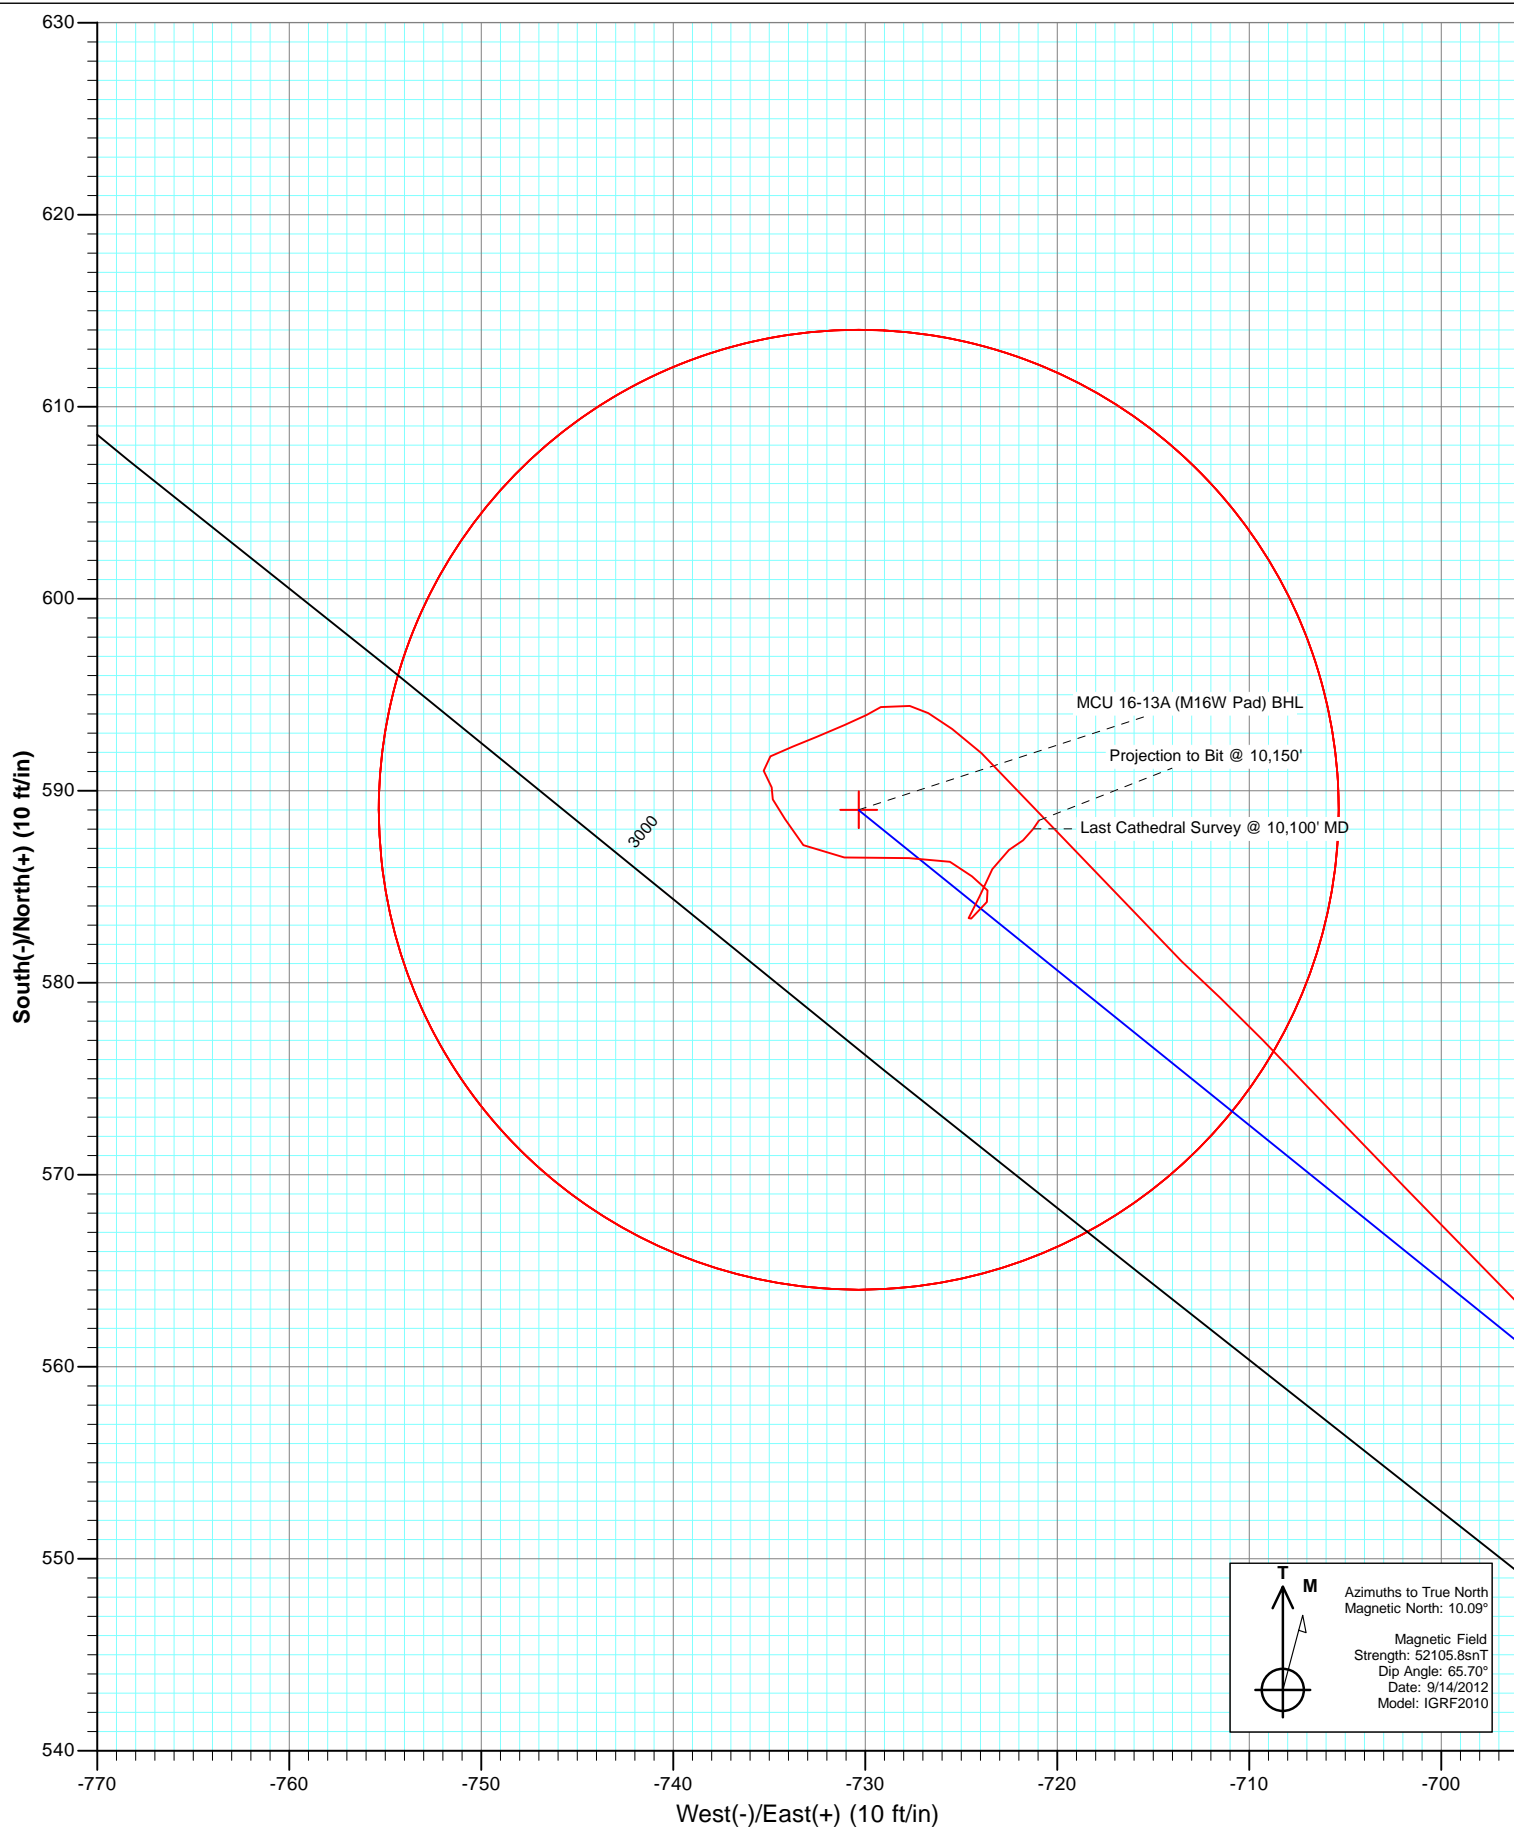 630
620
610
600
590
580
570
560
550
540
South(-)/North(+) (10 ft/in)
-770
-760
-750
-740
-730
-720
-710
-700
West(-)/East(+) (10 ft/in)
3000
MCU 16-13A (M16W Pad) BHL
Projection to Bit @ 10,150'
Last Cathedral Survey @ 10,100' MD
T
M
Azimuths to True North
Magnetic North: 10.09°
Magnetic Field
Strength: 52105.8snT
Dip Angle: 65.70°
Date: 9/14/2012
Model: IGRF2010